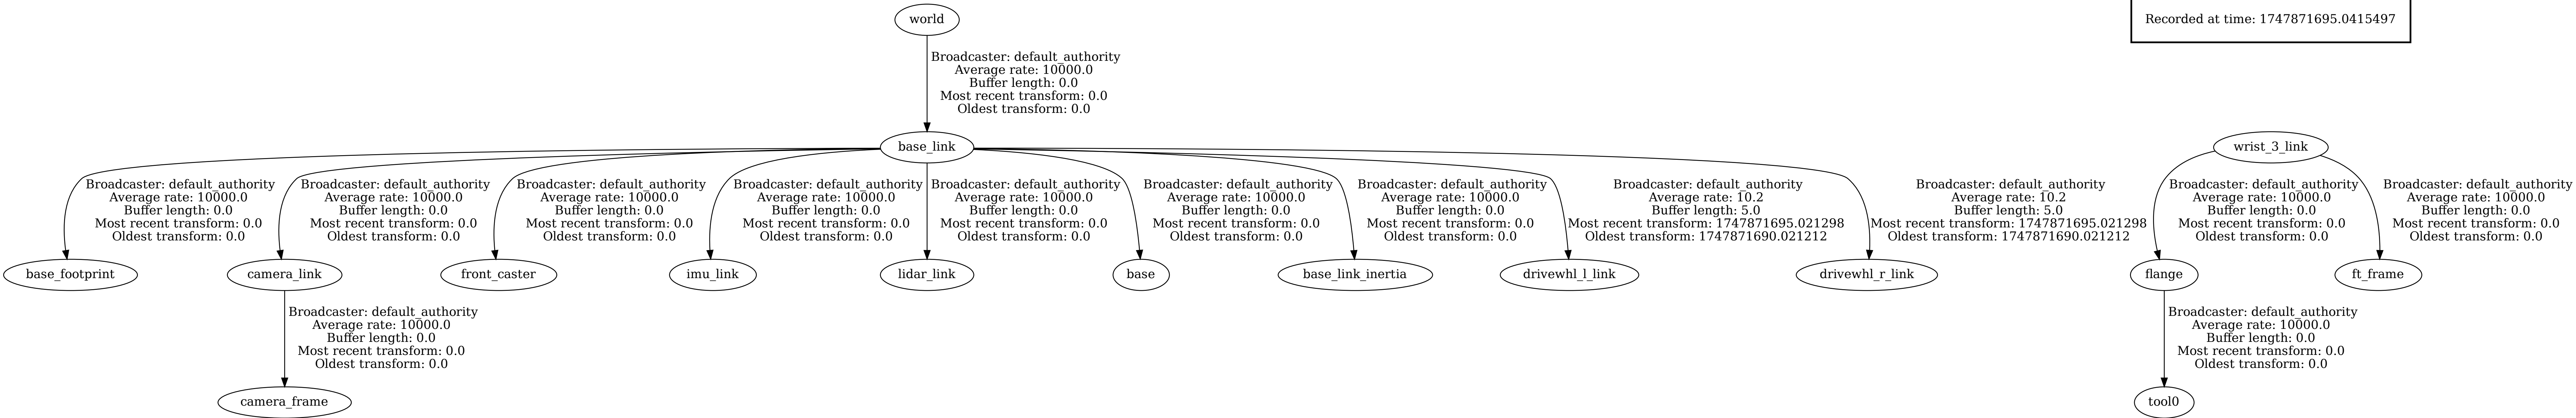 world
Recorded at time: 1747871695.0415497
Broadcaster: default_authority
Average rate: 10000.0
Buffer length: 0.0
Most recent transform: 0.0
Oldest transform: 0.0
base_link
wrist_3_link
Broadcaster: default_authority
Average rate: 10000.0
Buffer length: 0.0
Most recent transform: 0.0
Oldest transform: 0.0
Broadcaster: default_authority
Average rate: 10000.0
Buffer length: 0.0
Most recent transform: 0.0
Oldest transform: 0.0
Broadcaster: default_authority
Average rate: 10000.0
Buffer length: 0.0
Most recent transform: 0.0
Oldest transform: 0.0
Broadcaster: default_authority
Average rate: 10000.0
Buffer length: 0.0
Most recent transform: 0.0
Oldest transform: 0.0
Broadcaster: default_authority
Average rate: 10000.0
Buffer length: 0.0
Most recent transform: 0.0
Oldest transform: 0.0
Broadcaster: default_authority
Average rate: 10000.0
Buffer length: 0.0
Most recent transform: 0.0
Oldest transform: 0.0
Broadcaster: default_authority
Average rate: 10000.0
Buffer length: 0.0
Most recent transform: 0.0
Oldest transform: 0.0
Broadcaster: default_authority
Average rate: 10.2
Buffer length: 5.0
Most recent transform: 1747871695.021298
Oldest transform: 1747871690.021212
Broadcaster: default_authority
Average rate: 10.2
Buffer length: 5.0
Most recent transform: 1747871695.021298
Oldest transform: 1747871690.021212
Broadcaster: default_authority
Average rate: 10000.0
Buffer length: 0.0
Most recent transform: 0.0
Oldest transform: 0.0
Broadcaster: default_authority
Average rate: 10000.0
Buffer length: 0.0
Most recent transform: 0.0
Oldest transform: 0.0
base_footprint
camera_link
front_caster
imu_link
lidar_link
base
base_link_inertia
drivewhl_l_link
drivewhl_r_link
flange
ft_frame
Broadcaster: default_authority
Average rate: 10000.0
Buffer length: 0.0
Most recent transform: 0.0
Oldest transform: 0.0
Broadcaster: default_authority
Average rate: 10000.0
Buffer length: 0.0
Most recent transform: 0.0
Oldest transform: 0.0
camera_frame
tool0